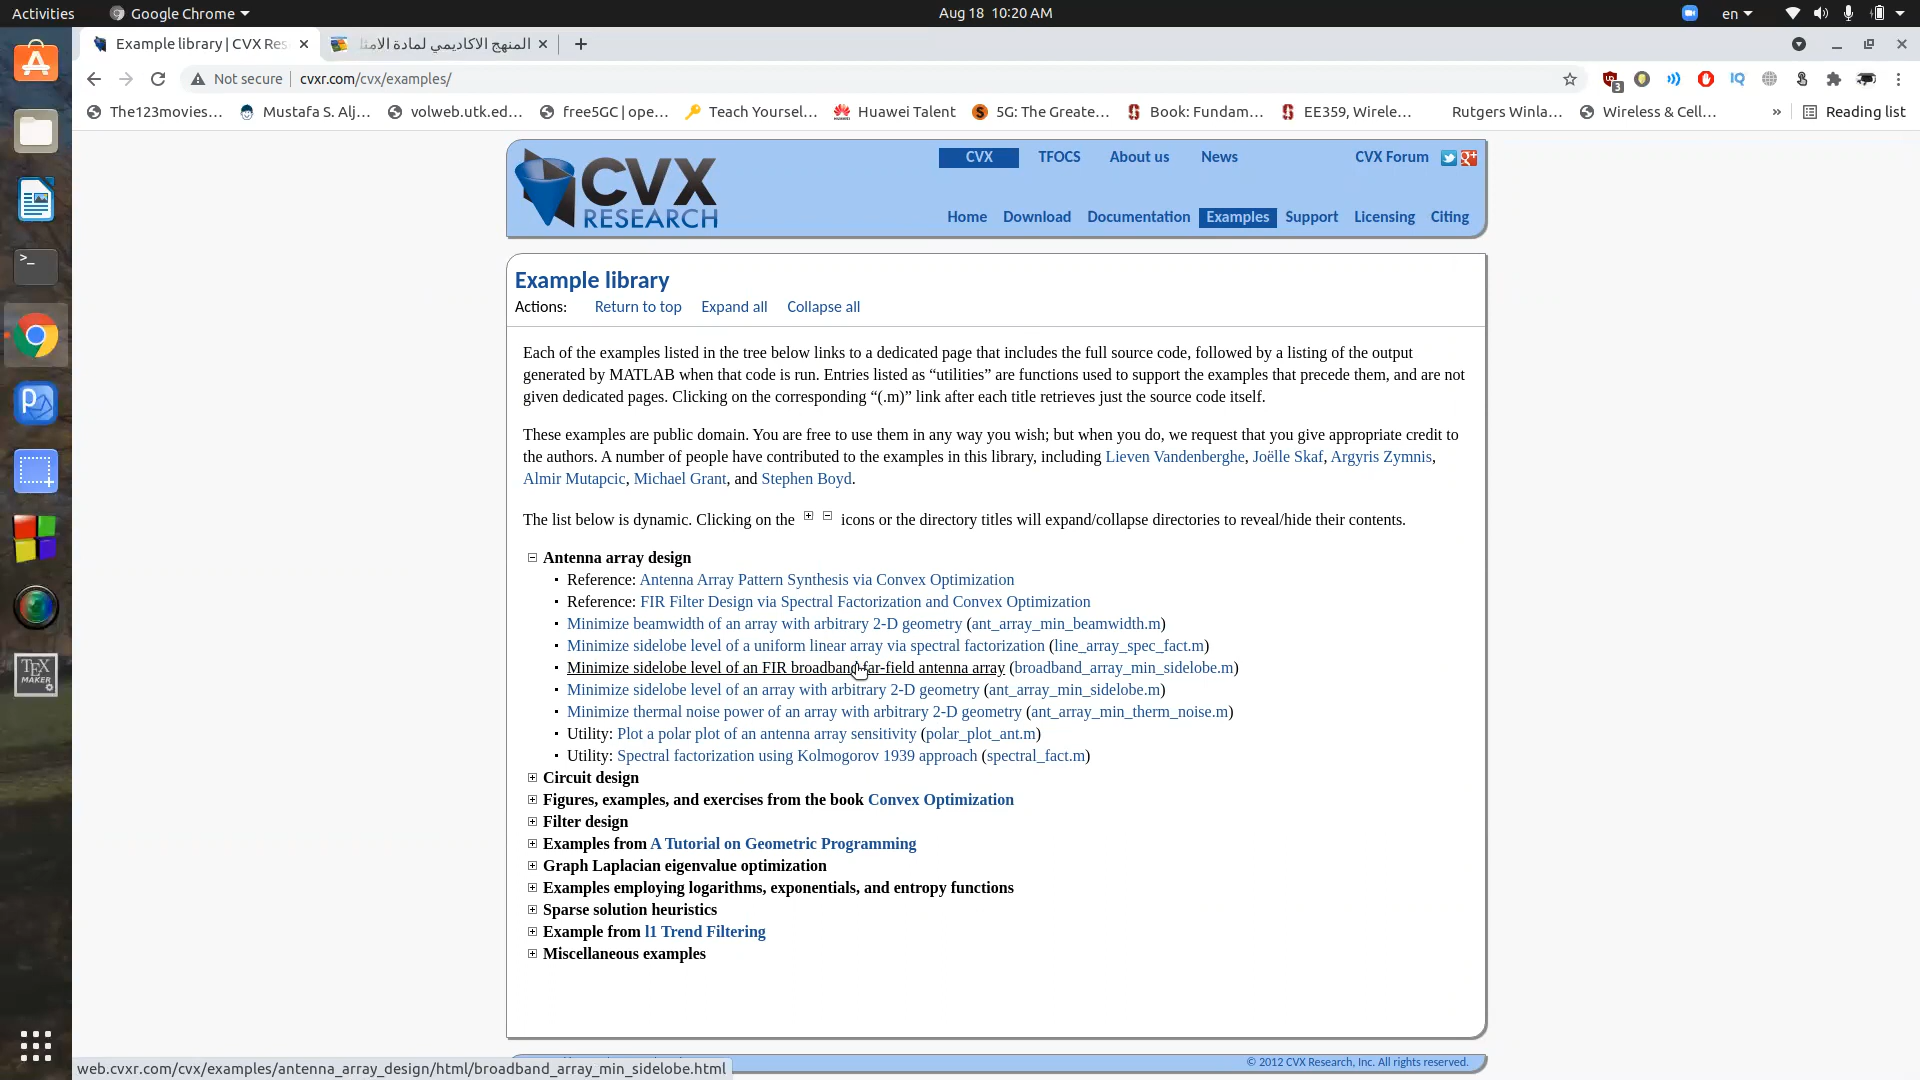 Activities Google Chrome Aug 18 10:20 AM en
Example library | CVX Res المنهج الاكاديمي لمادة الامثل
Not secure cvxr.com/cvx/examples/ 3
The123movies... Mustafa S. Alj... volweb.utk.ed... free5GC | ope... Teach Yoursel... Huawei Talent 5G: The Greate... Book: Fundam... EE359, Wirele... Rutgers Winla... Wireless & Cell... » Reading list
CVX TFOCS About us News CVX Forum
CVX RESEARCH
Home Download Documentation Examples Support Licensing Citing
Example library
Actions: Return to top Expand all Collapse all
Each of the examples listed in the tree below links to a dedicated page that includes the full source code, followed by a listing of the output
generated by MATLAB when that code is run. Entries listed as “utilities” are functions used to support the examples that precede them, and are not
given dedicated pages. Clicking on the corresponding “(.m)” link after each title retrieves just the source code itself.
These examples are public domain. You are free to use them in any way you wish; but when you do, we request that you give appropriate credit to
the authors. A number of people have contributed to the examples in this library, including Lieven Vandenberghe, Joëlle Skaf, Argyris Zymnis,
Almir Mutapcic, Michael Grant, and Stephen Boyd.
The list below is dynamic. Clicking on the icons or the directory titles will expand/collapse directories to reveal/hide their contents.
Antenna array design
Reference: Antenna Array Pattern Synthesis via Convex Optimization
Reference: FIR Filter Design via Spectral Factorization and Convex Optimization
Minimize beamwidth of an array with arbitrary 2-D geometry (ant_array_min_beamwidth.m)
Minimize sidelobe level of a uniform linear array via spectral factorization (line_array_spec_fact.m)
Minimize sidelobe level of an FIR broadband far-field antenna array (broadband_array_min_sidelobe.m)
Minimize sidelobe level of an array with arbitrary 2-D geometry (ant_array_min_sidelobe.m)
Minimize thermal noise power of an array with arbitrary 2-D geometry (ant_array_min_therm_noise.m)
Utility: Plot a polar plot of an antenna array sensitivity (polar_plot_ant.m)
Utility: Spectral factorization using Kolmogorov 1939 approach (spectral_fact.m)
Circuit design
Figures, examples, and exercises from the book Convex Optimization
Filter design
Examples from A Tutorial on Geometric Programming
Graph Laplacian eigenvalue optimization
Examples employing logarithms, exponentials, and entropy functions
Sparse solution heuristics
Example from l1 Trend Filtering
Miscellaneous examples
TEX MAKER
© 2012 CVX Research, Inc. All rights reserved.
web.cvxr.com/cvx/examples/antenna_array_design/html/broadband_array_min_sidelobe.html